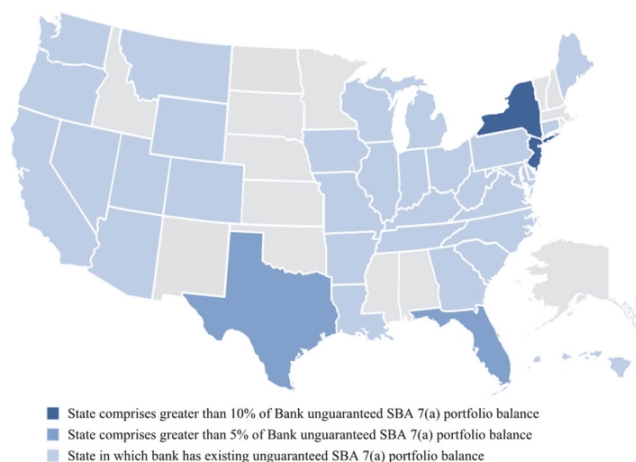 State comprises greater than 10% of Bank unguaranteed SBA 7(a) portfolio balance
State comprises greater than 5% of Bank unguaranteed SBA 7(a) portfolio balance
State in which bank has existing unguaranteed SBA 7(a) portfolio balance